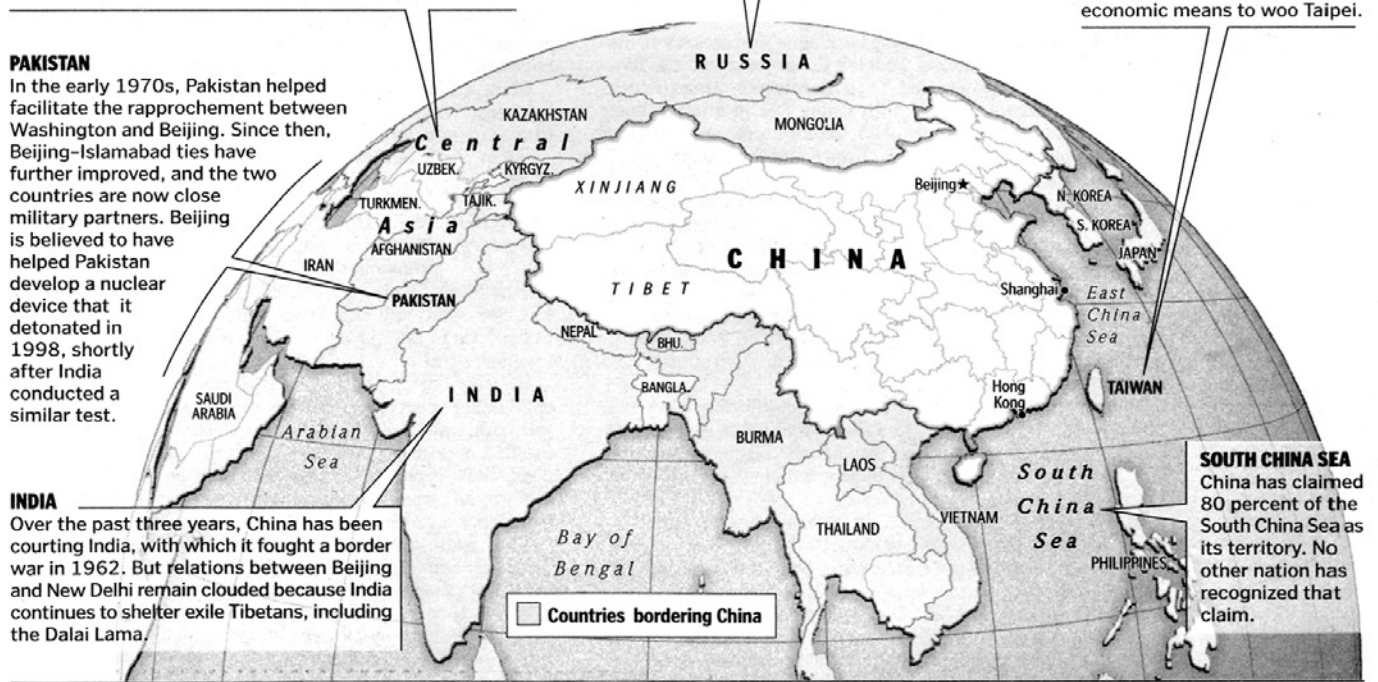 economic means to woo Taipei.
PAKISTAN
In the early 1970s, Pakistan helped
facilitate the rapprochement between
Washington and Beijing. Since then,
Beijing–Islamabad ties have
further improved, and the two
countries are now close
military partners. Beijing
is believed to have
helped Pakistan
develop a nuclear
device that it
detonated in
1998, shortly
after India
conducted a
similar test.
INDIA
Over the past three years, China has been
courting India, with which it fought a border
war in 1962. But relations between Beijing
and New Delhi remain clouded because India
continues to shelter exile Tibetans, including
the Dalai Lama.
RUSSIA
KAZAKHSTAN
MONGOLIA
Central
Asia
UZBEK.
KYRGYZ.
TURKMEN.
TAJIK.
AFGHANISTAN
IRAN
PAKISTAN
XINJIANG
Beijing
N. KOREA
S. KOREA
JAPAN
CHINA
TIBET
Shanghai
East
China
Sea
NEPAL
BHU.
BANGLA.
INDIA
SAUDI
ARABIA
Arabian
Sea
Hong
Kong
TAIWAN
BURMA
LAOS
THAILAND
VIETNAM
South
China
Sea
PHILIPPINES
Bay of
Bengal
Countries bordering China
SOUTH CHINA SEA
China has claimed
80 percent of the
South China Sea as
its territory. No
other nation has
recognized that
claim.